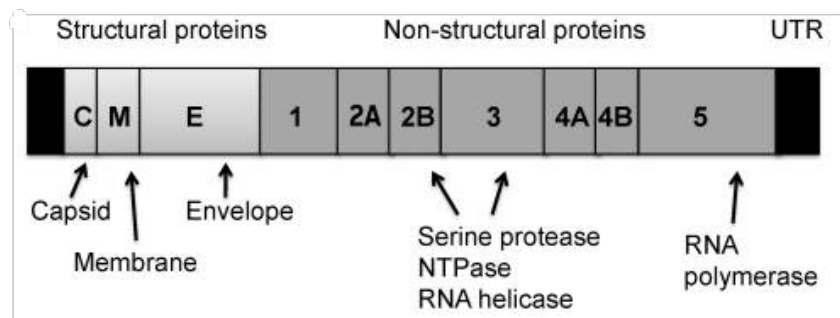 Structural proteins Non-structural proteins UTR
C M E 1 2A 2B 3 4A 4B 5
Capsid Envelope
Membrane
Serine protease
NTPase
RNA helicase
RNA
polymerase